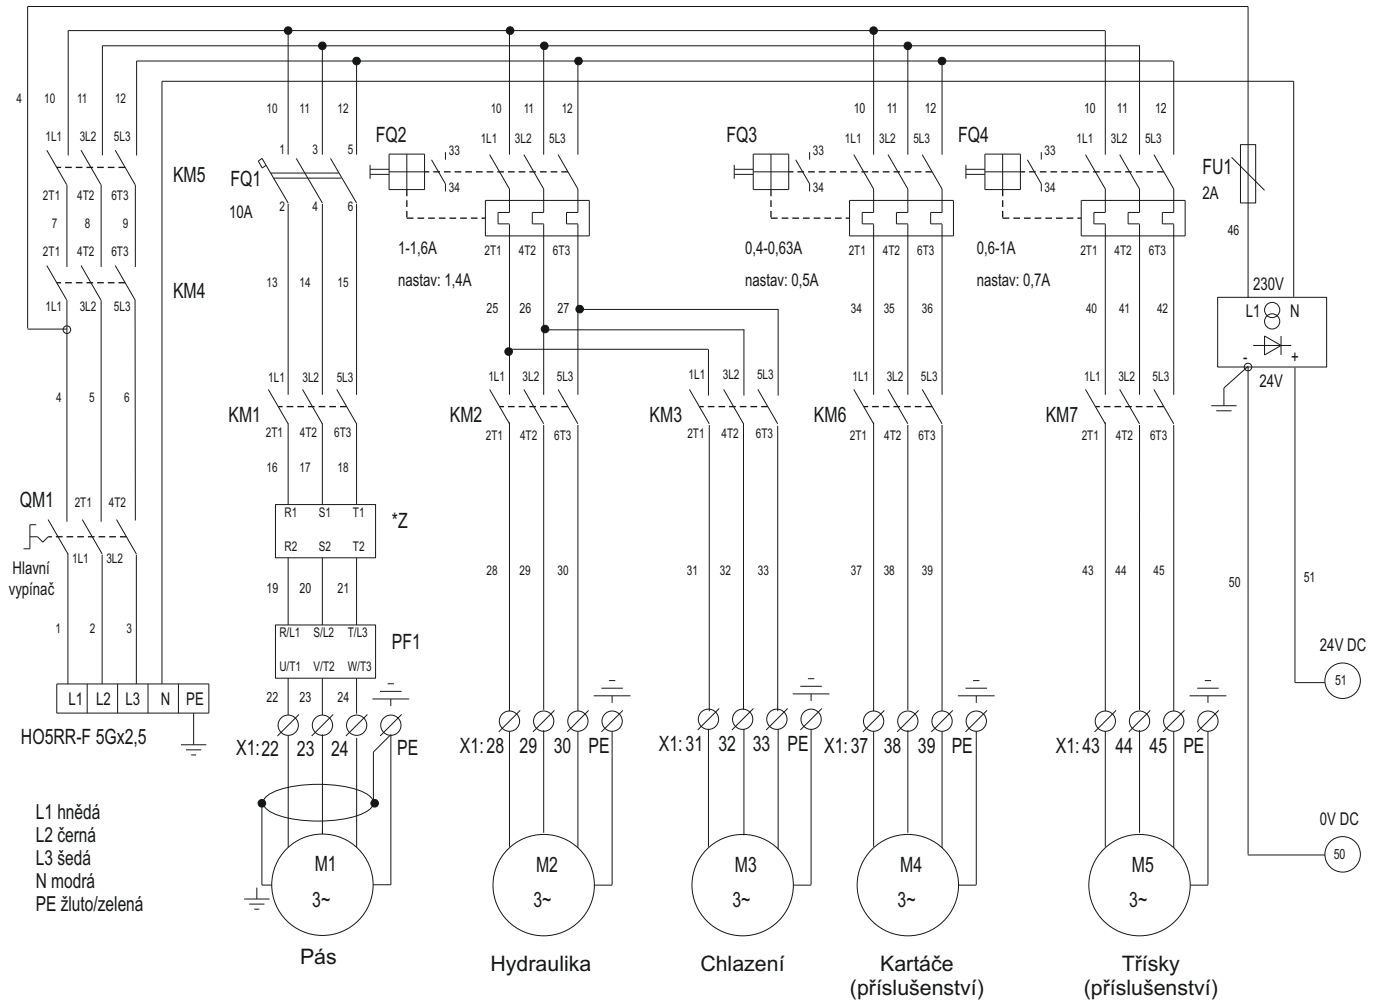 4 10 11 12 10 11 12 10 11 12 10 11 12 10 11 12
1L1 3L2 5L3 KM5
2T1 4T2 6T3
7 8 9
2T1 4T2 6T3
KM4
1L1 3L2 5L3
4 5 6
QM1 2T1 4T2
1L1 3L2
Hlavní
vypínač
1 2 3
L1 L2 L3 N PE
HO5RR-F 5Gx2,5
L1 hnědá
L2 černá
L3 šedá
N modrá
PE žluto/zelená
1 3 5
FQ1
10A
2 4 6
13 14 15
1L1 3L2 5L3
KM1
2T1 4T2 6T3
16 17 18
R1 S1 T1
*Z
R2 S2 T2
19 20 21
R/L1 S/L2 T/L3
PF1
U/T1 V/T2 W/T3
22 23 24
X1: 22 23 24 PE
M1
3~
Pás
FQ2 33 1L1 3L2 5L3
34
1-1,6A 2T1 4T2 6T3
nastav: 1,4A
25 26 27
1L1 3L2 5L3
KM2
2T1 4T2 6T3
28 29 30
X1: 28 29 30 PE
M2
3~
Hydraulika
1L1 3L2 5L3
KM3
2T1 4T2 6T3
31 32 33
X1: 31 32 33 PE
M3
3~
Chlazení
FQ3 33 1L1 3L2 5L3
34
0,4-0,63A 2T1 4T2 6T3
nastav: 0,5A
34 35 36
1L1 3L2 5L3
KM6
2T1 4T2 6T3
37 38 39
X1: 37 38 39 PE
M4
3~
Kartáče
(příslušenství)
FQ4 33 1L1 3L2 5L3
34
0,6-1A 2T1 4T2 6T3
nastav: 0,7A
40 41 42
1L1 3L2 5L3
KM7
2T1 4T2 6T3
43 44 45
X1: 43 44 45 PE
M5
3~
Třísky
(příslušenství)
FU1
2A
46
230V
L1 N
- +
24V
50 51
24V DC
51
0V DC
50